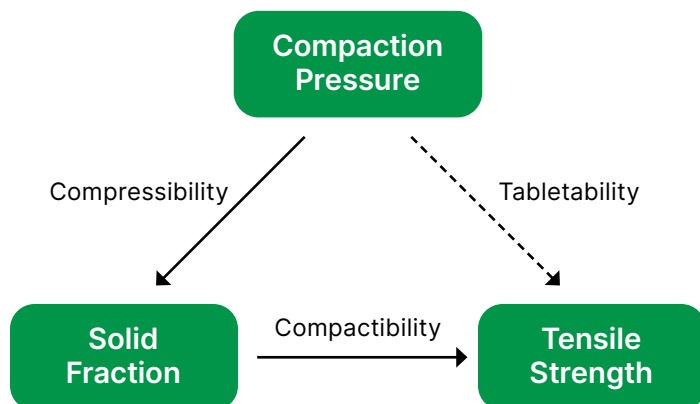 Compaction
Pressure
Compressibility
Tabletability
Compactibility
Solid
Fraction
Tensile
Strength